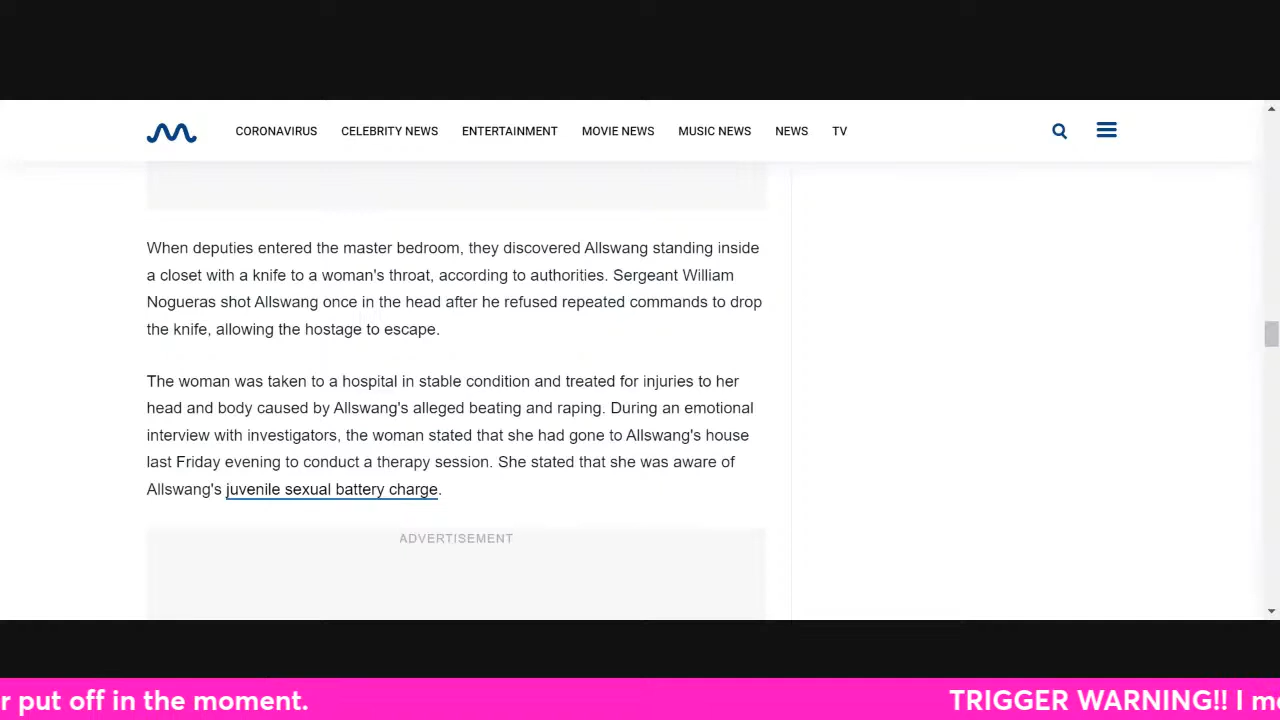 CORONAVIRUS CELEBRITY NEWS ENTERTAINMENT MOVIE NEWS MUSIC NEWS NEWS TV
When deputies entered the master bedroom, they discovered Allswang standing inside
a closet with a knife to a woman's throat, according to authorities. Sergeant William
Nogueras shot Allswang once in the head after he refused repeated commands to drop
the knife, allowing the hostage to escape.
The woman was taken to a hospital in stable condition and treated for injuries to her
head and body caused by Allswang's alleged beating and raping. During an emotional
interview with investigators, the woman stated that she had gone to Allswang's house
last Friday evening to conduct a therapy session. She stated that she was aware of
Allswang's juvenile sexual battery charge.
ADVERTISEMENT
r put off in the moment. TRIGGER WARNING!! I